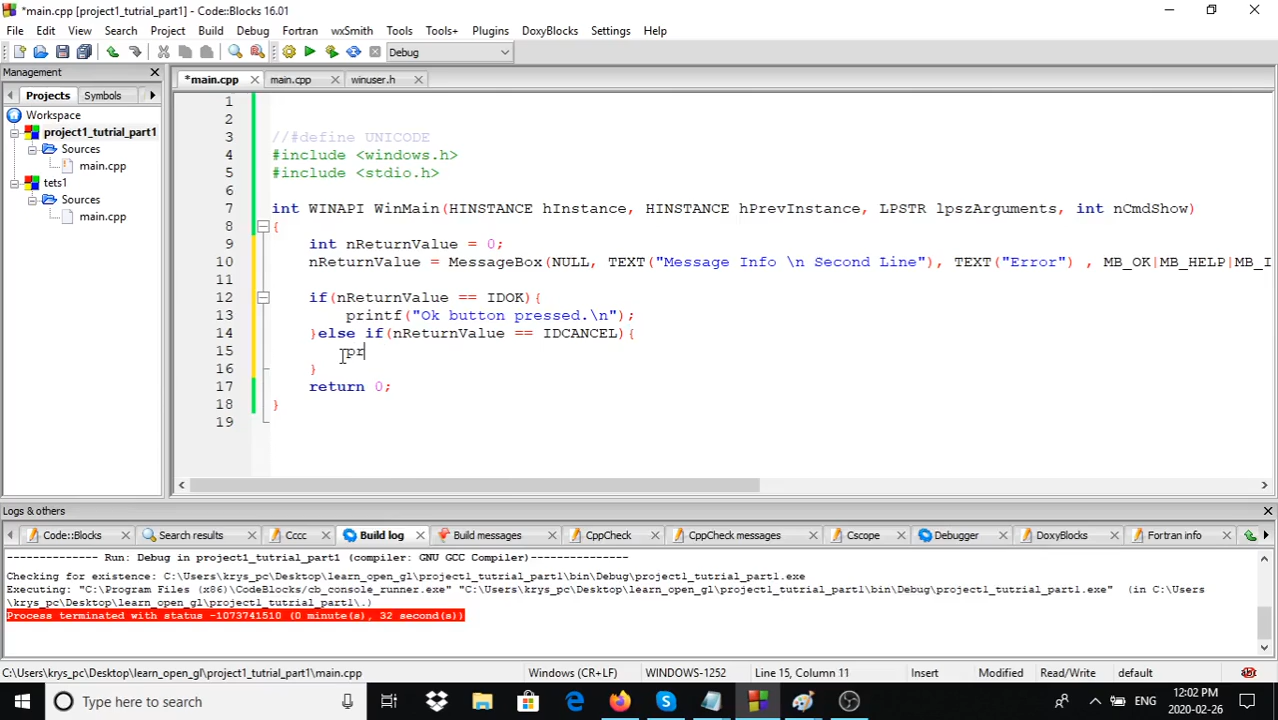 *main.cpp [project1_tutrial_part1] - Code::Blocks 16.01
File Edit View Search Project Build Debug Fortran wxSmith Tools Tools+ Plugins DoxyBlocks Settings Help
Debug
Management
*main.cpp main.cpp winuser.h
Projects Symbols
Workspace
project1_tutrial_part1
Sources
main.cpp
tets1
Sources
main.cpp
1
2
3 //#define UNICODE
4 #include <windows.h>
5 #include <stdio.h>
6
7 int WINAPI WinMain(HINSTANCE hInstance, HINSTANCE hPrevInstance, LPSTR lpszArguments, int nCmdShow)
8 {
9 int nReturnValue = 0;
10 nReturnValue = MessageBox(NULL, TEXT("Message Info \n Second Line"), TEXT("Error") , MB_OK|MB_HELP|MB_I
11
12 if(nReturnValue == IDOK){
13 printf("Ok button pressed.\n");
14 }else if(nReturnValue == IDCANCEL){
15 pr
16 }
17 return 0;
18 }
19
Logs & others
Code::Blocks Search results Cccc Build log Build messages CppCheck CppCheck messages Cscope Debugger DoxyBlocks Fortran info
-------------- Run: Debug in project1_tutrial_part1 (compiler: GNU GCC Compiler)---------------
Checking for existence: C:\Users\krys_pc\Desktop\learn_open_gl\project1_tutrial_part1\bin\Debug\project1_tutrial_part1.exe
Executing: "C:\Program Files (x86)\CodeBlocks/cb_console_runner.exe" "C:\Users\krys_pc\Desktop\learn_open_gl\project1_tutrial_part1\bin\Debug\project1_tutrial_part1.exe" (in C:\Users
\krys_pc\Desktop\learn_open_gl\project1_tutrial_part1\.)
Process terminated with status -1073741510 (0 minute(s), 32 second(s))
C:\Users\krys_pc\Desktop\learn_open_gl\project1_tutrial_part1\main.cpp Windows (CR+LF) WINDOWS-1252 Line 15, Column 11 Insert Modified Read/Write default
Type here to search
ENG
12:02 PM
2020-02-26